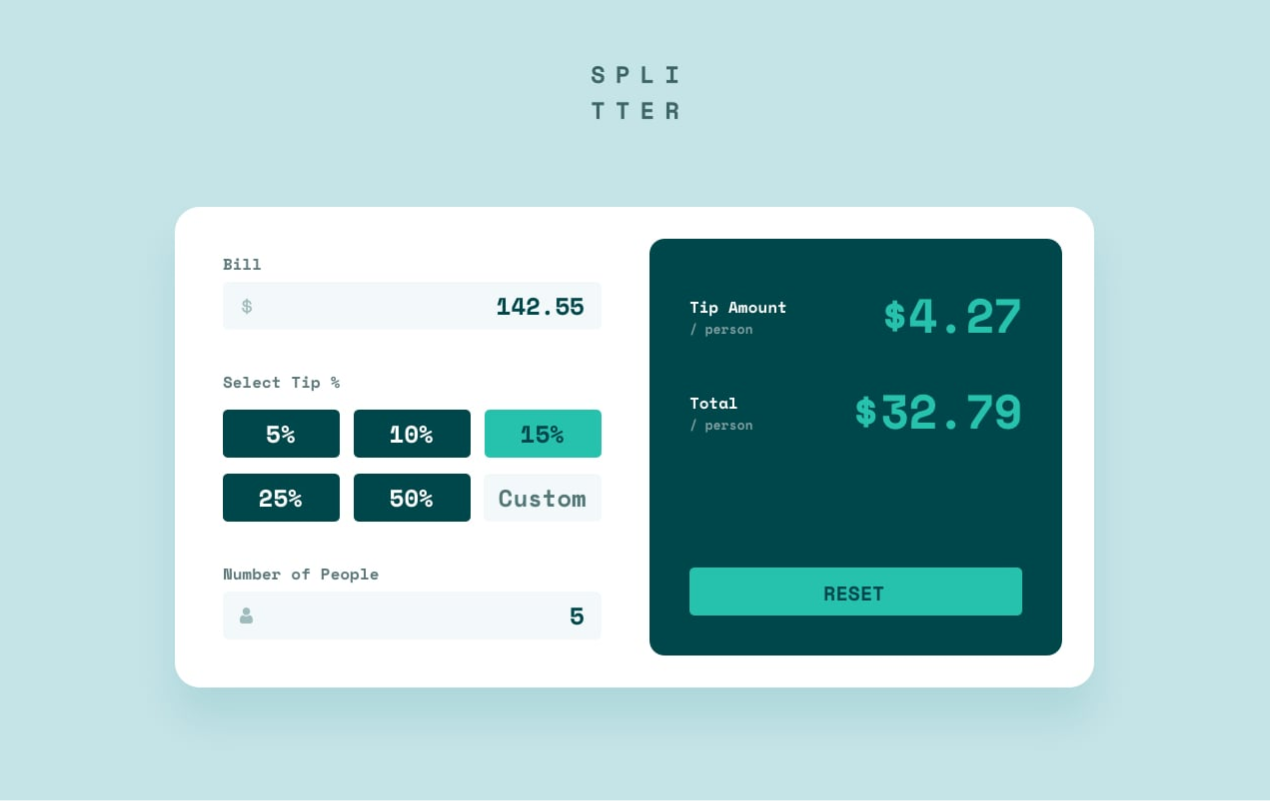 SPLI
TTER
Bill
$ 142.55
Select Tip %
5% 10% 15%
25% 50% Custom
Number of People
5
Tip Amount
/ person
$4.27
Total
/ person
$32.79
RESET